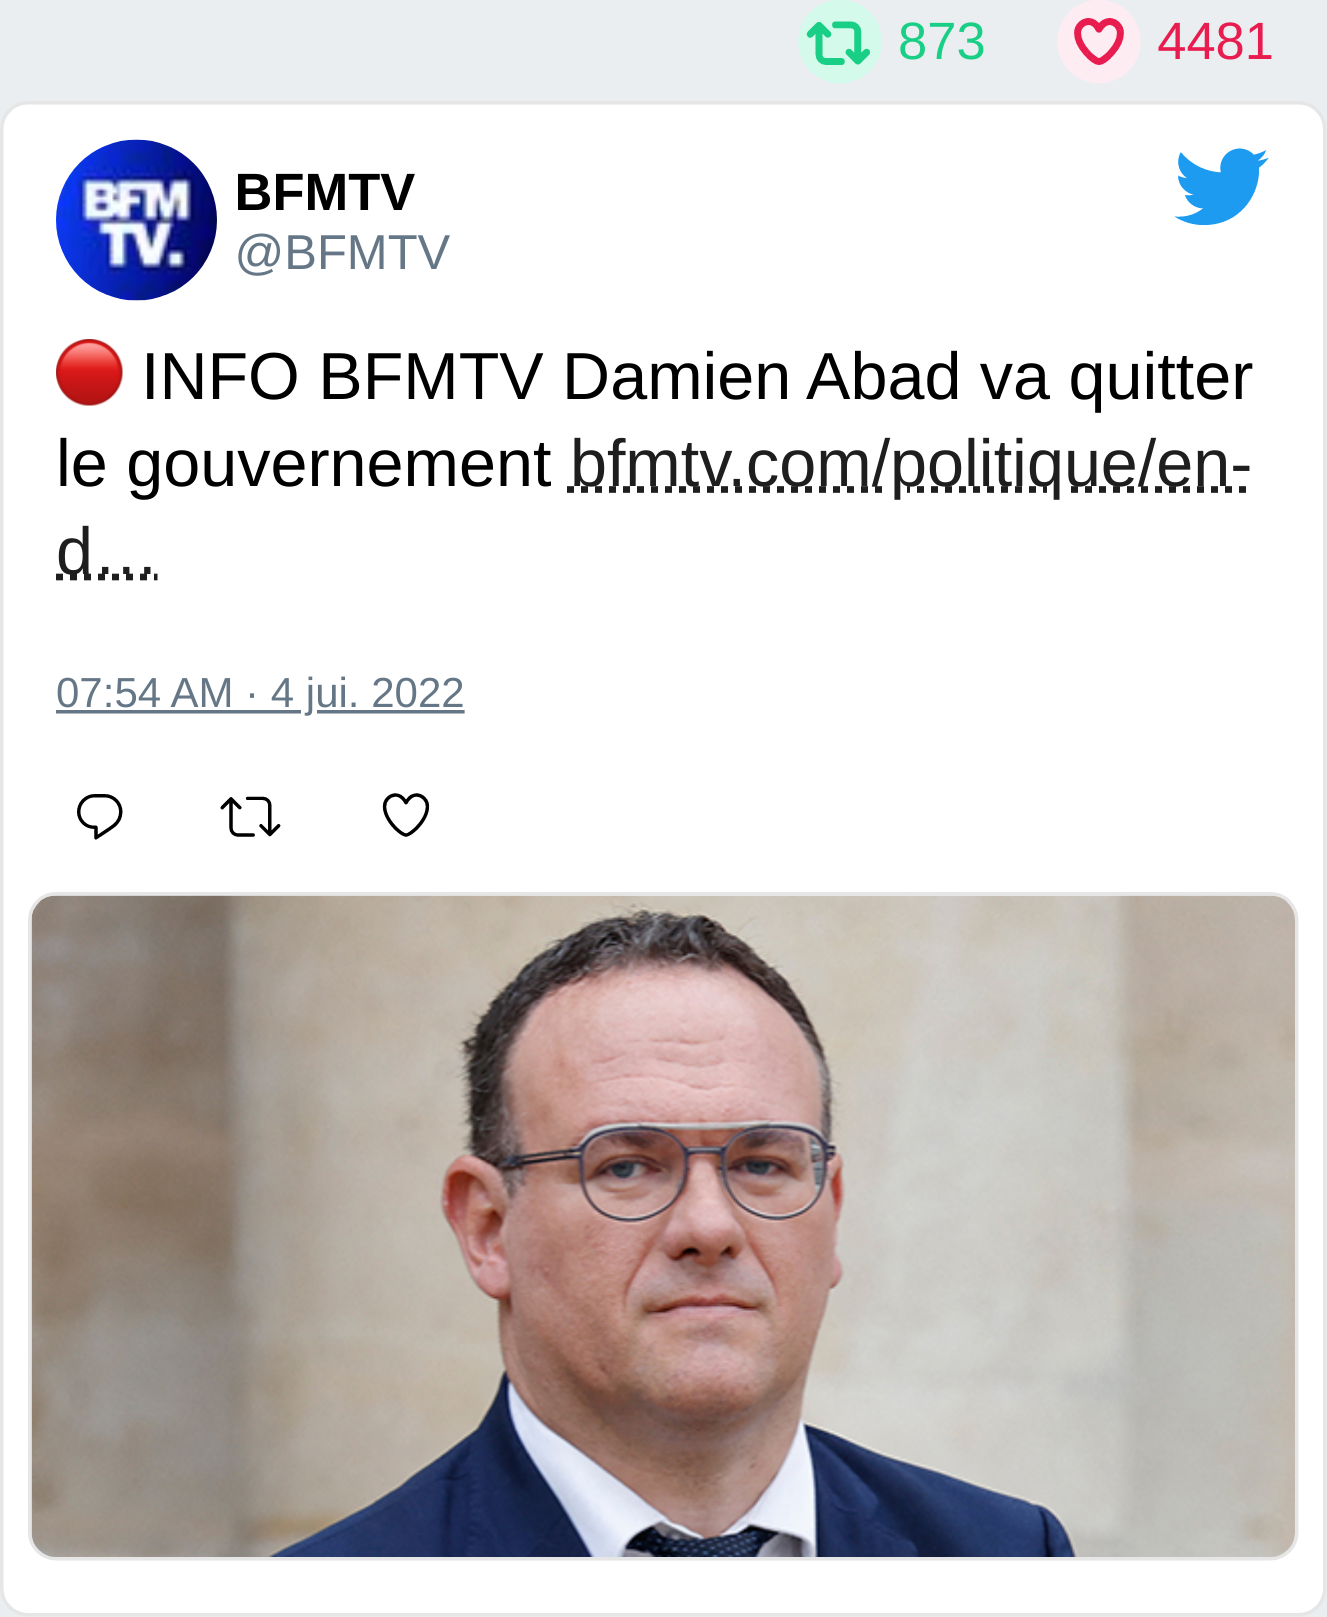 873 4481
BFM
TV.
BFMTV
@BFMTV
🔴 INFO BFMTV Damien Abad va quitter
le gouvernement bfmtv.com/politique/en-
d…
07:54 AM · 4 jui. 2022